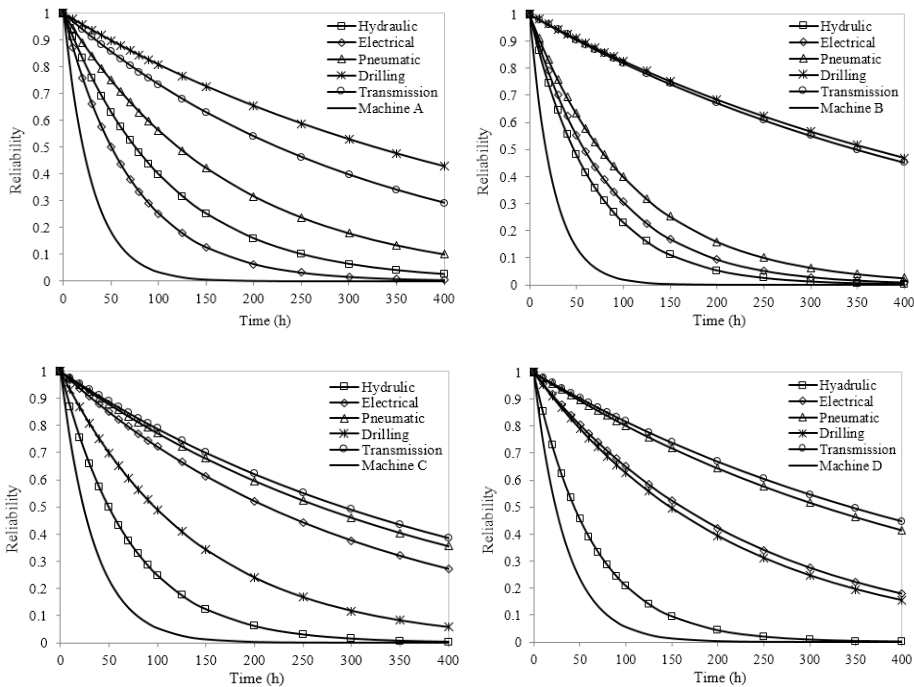 Hydraulic
Electrical
Pneumatic
Drilling
Transmission
Machine A
Reliability
1
0.9
0.8
0.7
0.6
0.5
0.4
0.3
0.2
0.1
0
0 50 100 150 200 250 300 350 400
Time (h)
Hydrulic
Electrical
Pneumatic
Drilling
Transmission
Machine B
Reliability
1
0.9
0.8
0.7
0.6
0.5
0.4
0.3
0.2
0.1
0
0 50 100 150 200 250 300 350 400
Time (h)
Hydrulic
Electrical
Pneumatic
Drilling
Transmission
Machine C
Reliability
1
0.9
0.8
0.7
0.6
0.5
0.4
0.3
0.2
0.1
0
0 50 100 150 200 250 300 350 400
Time (h)
Hyadrulic
Electrical
Pneumatic
Drilling
Transmission
Machine D
Reliability
1
0.9
0.8
0.7
0.6
0.5
0.4
0.3
0.2
0.1
0
0 50 100 150 200 250 300 350 400
Time (h)